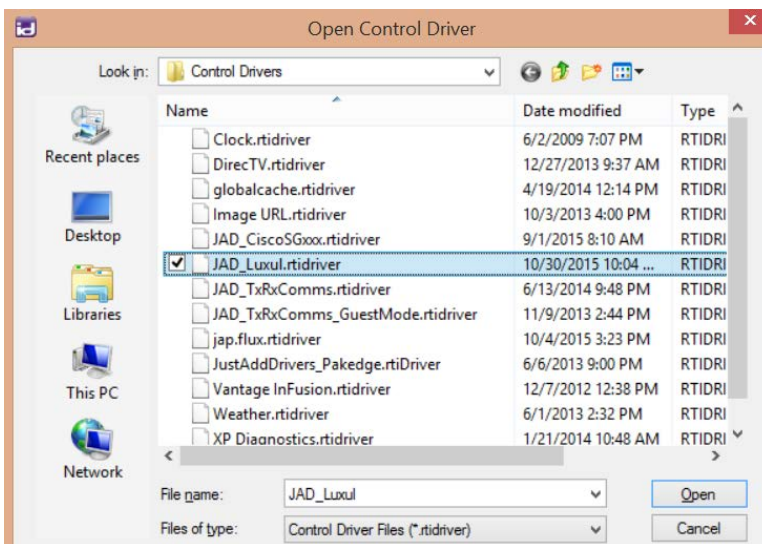 Open Control Driver
Look in: Control Drivers
Name Date modified Type
Clock.rtidriver 6/2/2009 7:07 PM RTIDRI
DirecTV.rtidriver 12/27/2013 9:37 AM RTIDRI
globalcache.rtidriver 4/19/2014 12:14 PM RTIDRI
Image URL.rtidriver 10/3/2013 4:00 PM RTIDRI
JAD_CiscoSGxxx.rtidriver 9/1/2015 8:10 AM RTIDRI
JAD_Luxul.rtidriver 10/30/2015 10:04 ... RTIDRI
JAD_TxRxComms.rtidriver 6/13/2014 9:48 PM RTIDRI
JAD_TxRxComms_GuestMode.rtidriver 11/9/2013 2:44 PM RTIDRI
jap.flux.rtidriver 10/4/2015 3:23 PM RTIDRI
JustAddDrivers_Pakedge.rtiDriver 6/6/2013 9:00 PM RTIDRI
Vantage InFusion.rtidriver 12/7/2012 12:38 PM RTIDRI
Weather.rtidriver 6/1/2013 2:32 PM RTIDRI
XP Diagnostics.rtidriver 1/21/2014 10:48 AM RTIDRI
Recent places
Desktop
Libraries
This PC
Network
File name: JAD_Luxul Open
Files of type: Control Driver Files (*.rtidriver) Cancel